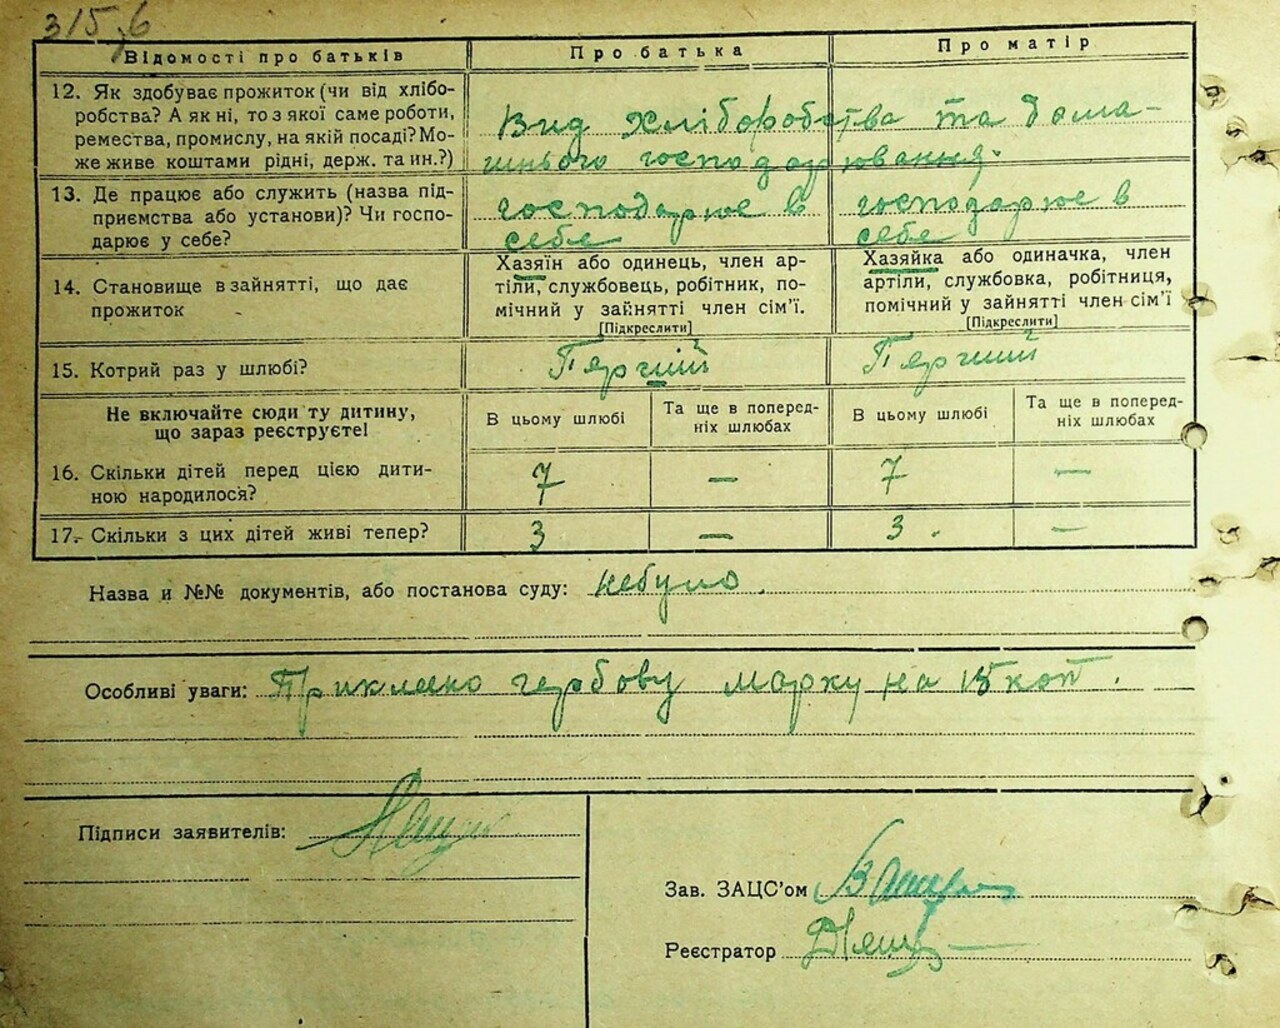 315,6
Відомості про батьків Про батька Про матір
12. Як здобуває прожиток (чи від хлібо-
робства? А як ні, то з якої саме роботи,
ремества, промислу, на якій посаді? Мо-
же живе коштами рідні, держ. та ин.?)
Вид хліборобства та дома-
шнього господарювання.
13. Де працює або служить (назва під-
приємства або установи)? Чи госпо-
дарює у себе?
господарює в
себе
господарює в
себе
14. Становище в зайнятті, що дає
прожиток
Хазяїн або одинець, член ар-
тіли, службовець, робітник, по-
мічний у зайнятті член сім'ї.
[Підкреслити]
Хазяйка або одиначка, член
артіли, службовка, робітниця,
помічний у зайнятті член сім'ї
[Підкреслити]
15. Котрий раз у шлюбі? Перший Перший
Не включайте сюди ту дитину,
що зараз реєструєте!
В цьому шлюбі
Та ще в поперед-
ніх шлюбах
В цьому шлюбі
Та ще в поперед-
ніх шлюбах
16. Скільки дітей перед цією дити-
ною народилося?
7 — 7 —
17. Скільки з цих дітей живі тепер? 3 — 3. —
Назва и №№ документів, або постанова суду: небуло.
Особливі уваги: Приклеяно гербову марку на 15 коп.
Підписи заявителів:
Зав. ЗАЦС'ом
Реєстратор